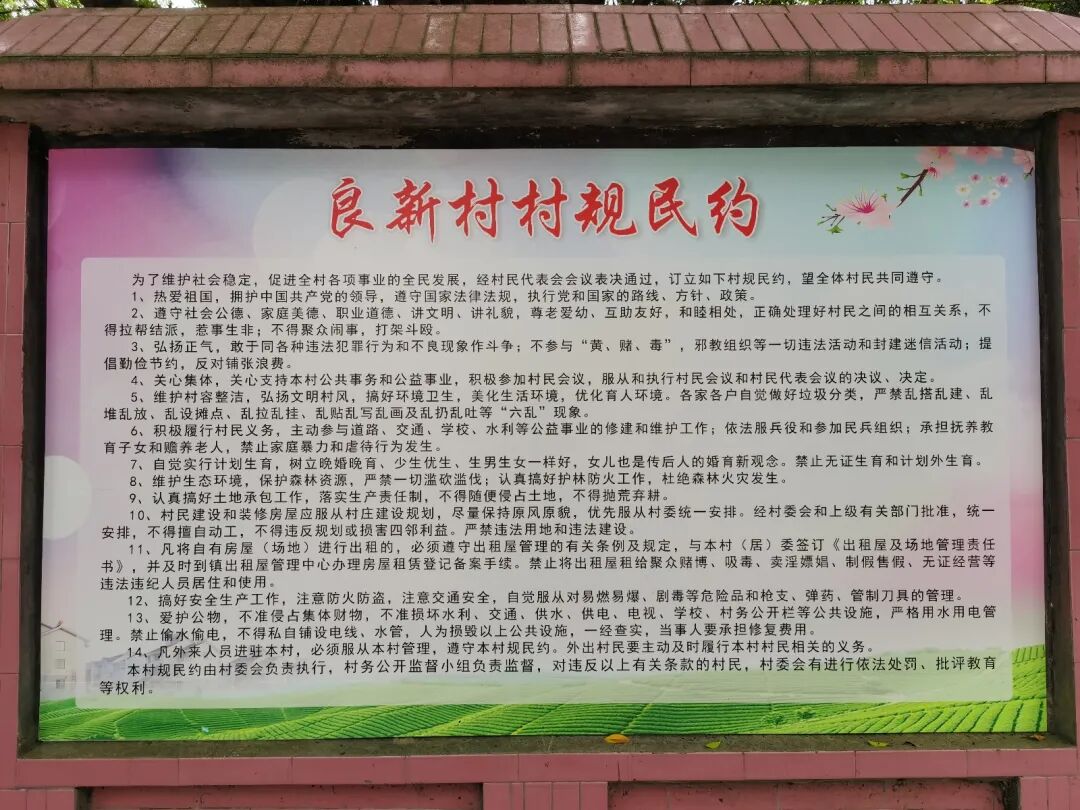 良新村村规民约
为了维护社会稳定，促进全村各项事业的全民发展，经村民代表会会议表决通过，订立如下村规民约，望全体村民共同遵守。
1、热爱祖国，拥护中国共产党的领导，遵守国家法律法规，执行党和国家的路线、方针、政策。
2、遵守社会公德、家庭美德、职业道德、讲文明、讲礼貌，尊老爱幼、互助友好，和睦相处，正确处理好村民之间的相互关系，不
得拉帮结派，惹事生非；不得聚众闹事，打架斗殴。
3、弘扬正气，敢于同各种违法犯罪行为和不良现象作斗争；不参与“黄、赌、毒”，邪教组织等一切违法活动和封建迷信活动；提
倡勤俭节约，反对铺张浪费。
4、关心集体，关心支持本村公共事务和公益事业，积极参加村民会议，服从和执行村民会议和村民代表会议的决议、决定。
5、维护村容整洁，弘扬文明村风，搞好环境卫生，美化生活环境，优化育人环境。各家各户自觉做好垃圾分类，严禁乱搭乱建、乱
堆乱放、乱设摊点、乱拉乱挂、乱贴乱写乱画及乱扔乱吐等“六乱”现象。
6、积极履行村民义务，主动参与道路、交通、学校、水利等公益事业的修建和维护工作；依法服兵役和参加民兵组织；承担抚养教
育子女和赡养老人，禁止家庭暴力和虐待行为发生。
7、自觉实行计划生育，树立晚婚晚育、少生优生、生男生女一样好，女儿也是传后人的婚育新观念。禁止无证生育和计划外生育。
8、维护生态环境，保护森林资源，严禁一切滥砍滥伐；认真搞好护林防火工作，杜绝森林火灾发生。
9、认真搞好土地承包工作，落实生产责任制，不得随便侵占土地，不得抛荒弃耕。
10、村民建设和装修房屋应服从村庄建设规划，尽量保持原风原貌，优先服从村委统一安排。经村委会和上级有关部门批准，统一
安排，不得擅自动工，不得违反规划或损害四邻利益。严禁违法用地和违法建设。
11、凡将自有房屋（场地）进行出租的，必须遵守出租屋管理的有关条例及规定，与本村（居）委签订《出租屋及场地管理责任
书》，并及时到镇出租屋管理中心办理房屋租赁登记备案手续。禁止将出租屋租给聚众赌博、吸毒、卖淫嫖娼、制假售假、无证经营等
违法违纪人员居住和使用。
12、搞好安全生产工作，注意防火防盗，注意交通安全，自觉服从对易燃易爆、剧毒等危险品和枪支、弹药、管制刀具的管理。
13、爱护公物，不准侵占集体财物，不准损坏水利、交通、供水、供电、电视、学校、村务公开栏等公共设施，严格用水用电管
理。禁止偷水偷电，不得私自铺设电线、水管，人为损毁以上公共设施，一经查实，当事人要承担修复费用。
14、凡外来人员进驻本村，必须服从本村管理，遵守本村规民约。外出村民要主动及时履行本村村民相关的义务。
本村规民约由村委会负责执行，村务公开监督小组负责监督，对违反以上有关条款的村民，村委会有进行依法处罚、批评教育
等权利。